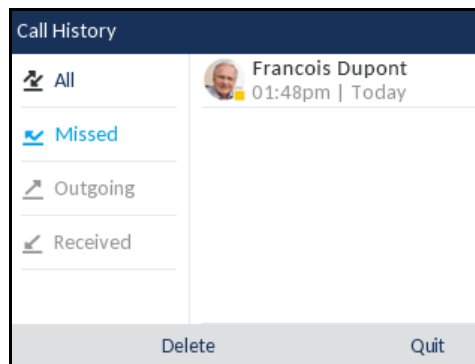 Call History
All
Missed
Outgoing
Received
Francois Dupont
01:48pm | Today
Delete
Quit